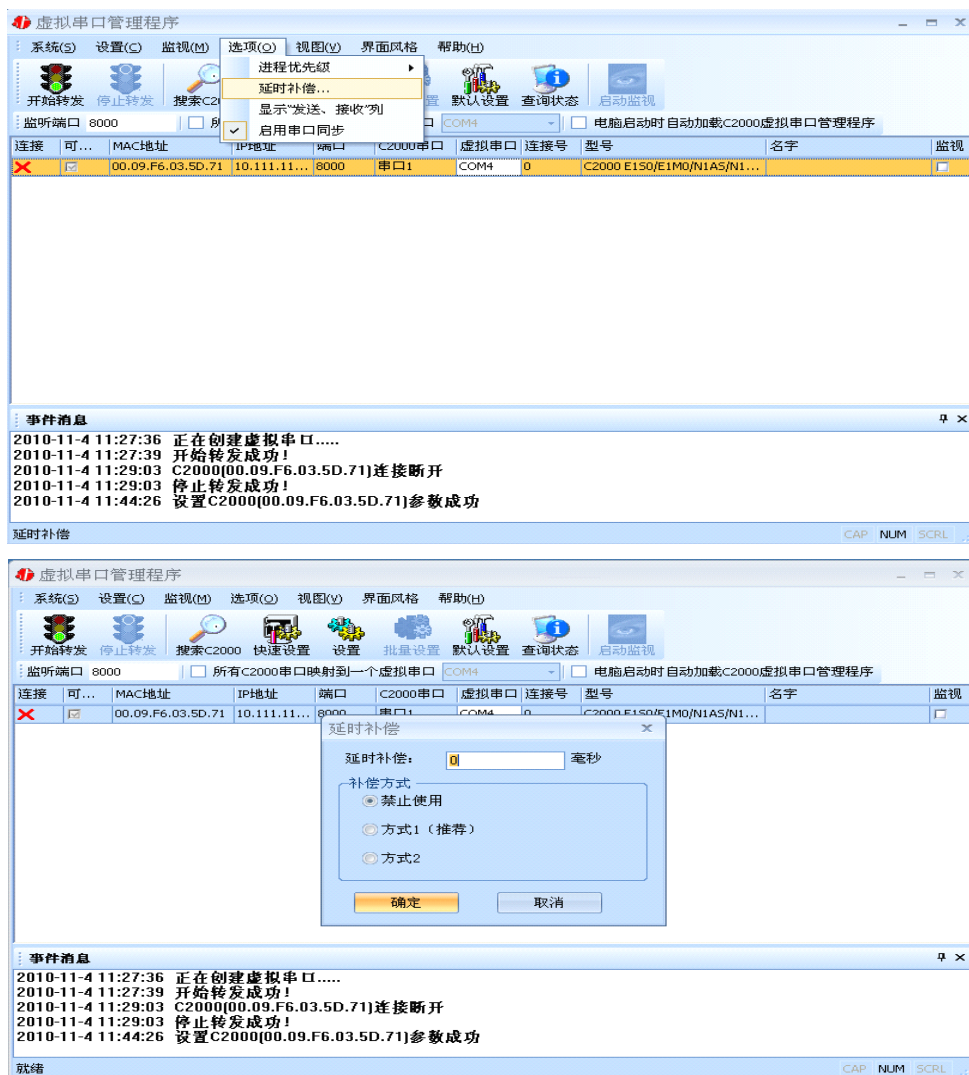 虚拟串口管理程序
系统(S) 设置(C) 监视(M) 选项(O) 视图(V) 界面风格 帮助(H)
进程优先级
延时补偿...
显示"发送、接收"列
启用串口同步
开始转发 停止转发 搜索C2 置 默认设置 查询状态 启动监视
监听端口 8000 所 口 COM4 电脑启动时自动加载C2000虚拟串口管理程序
连接 可... MAC地址 IP地址 端口 C2000串口 虚拟串口 连接号 型号 名字 监视
00.09.F6.03.5D.71 10.111.11... 8000 串口1 COM4 0 C2000 E1S0/E1M0/N1AS/N1...
事件消息
2010-11-4 11:27:36 正在创建虚拟串口.....
2010-11-4 11:27:39 开始转发成功!
2010-11-4 11:29:03 C2000(00.09.F6.03.5D.71)连接断开
2010-11-4 11:29:03 停止转发成功!
2010-11-4 11:44:26 设置C2000(00.09.F6.03.5D.71)参数成功
延时补偿 CAP NUM SCRL
虚拟串口管理程序
系统(S) 设置(C) 监视(M) 选项(O) 视图(V) 界面风格 帮助(H)
开始转发 停止转发 搜索C2000 快速设置 设置 批量设置 默认设置 查询状态 启动监视
监听端口 8000 所有C2000串口映射到一个虚拟串口 COM4 电脑启动时自动加载C2000虚拟串口管理程序
连接 可... MAC地址 IP地址 端口 C2000串口 虚拟串口 连接号 型号 名字 监视
00.09.F6.03.5D.71 10.111.11... 8000 串口1 COM4 0 C2000 E1S0/E1M0/N1AS/N1...
延时补偿
延时补偿: 0 毫秒
补偿方式
禁止使用
方式1(推荐)
方式2
确定 取消
事件消息
2010-11-4 11:27:36 正在创建虚拟串口.....
2010-11-4 11:27:39 开始转发成功!
2010-11-4 11:29:03 C2000(00.09.F6.03.5D.71)连接断开
2010-11-4 11:29:03 停止转发成功!
2010-11-4 11:44:26 设置C2000(00.09.F6.03.5D.71)参数成功
就绪 CAP NUM SCRL